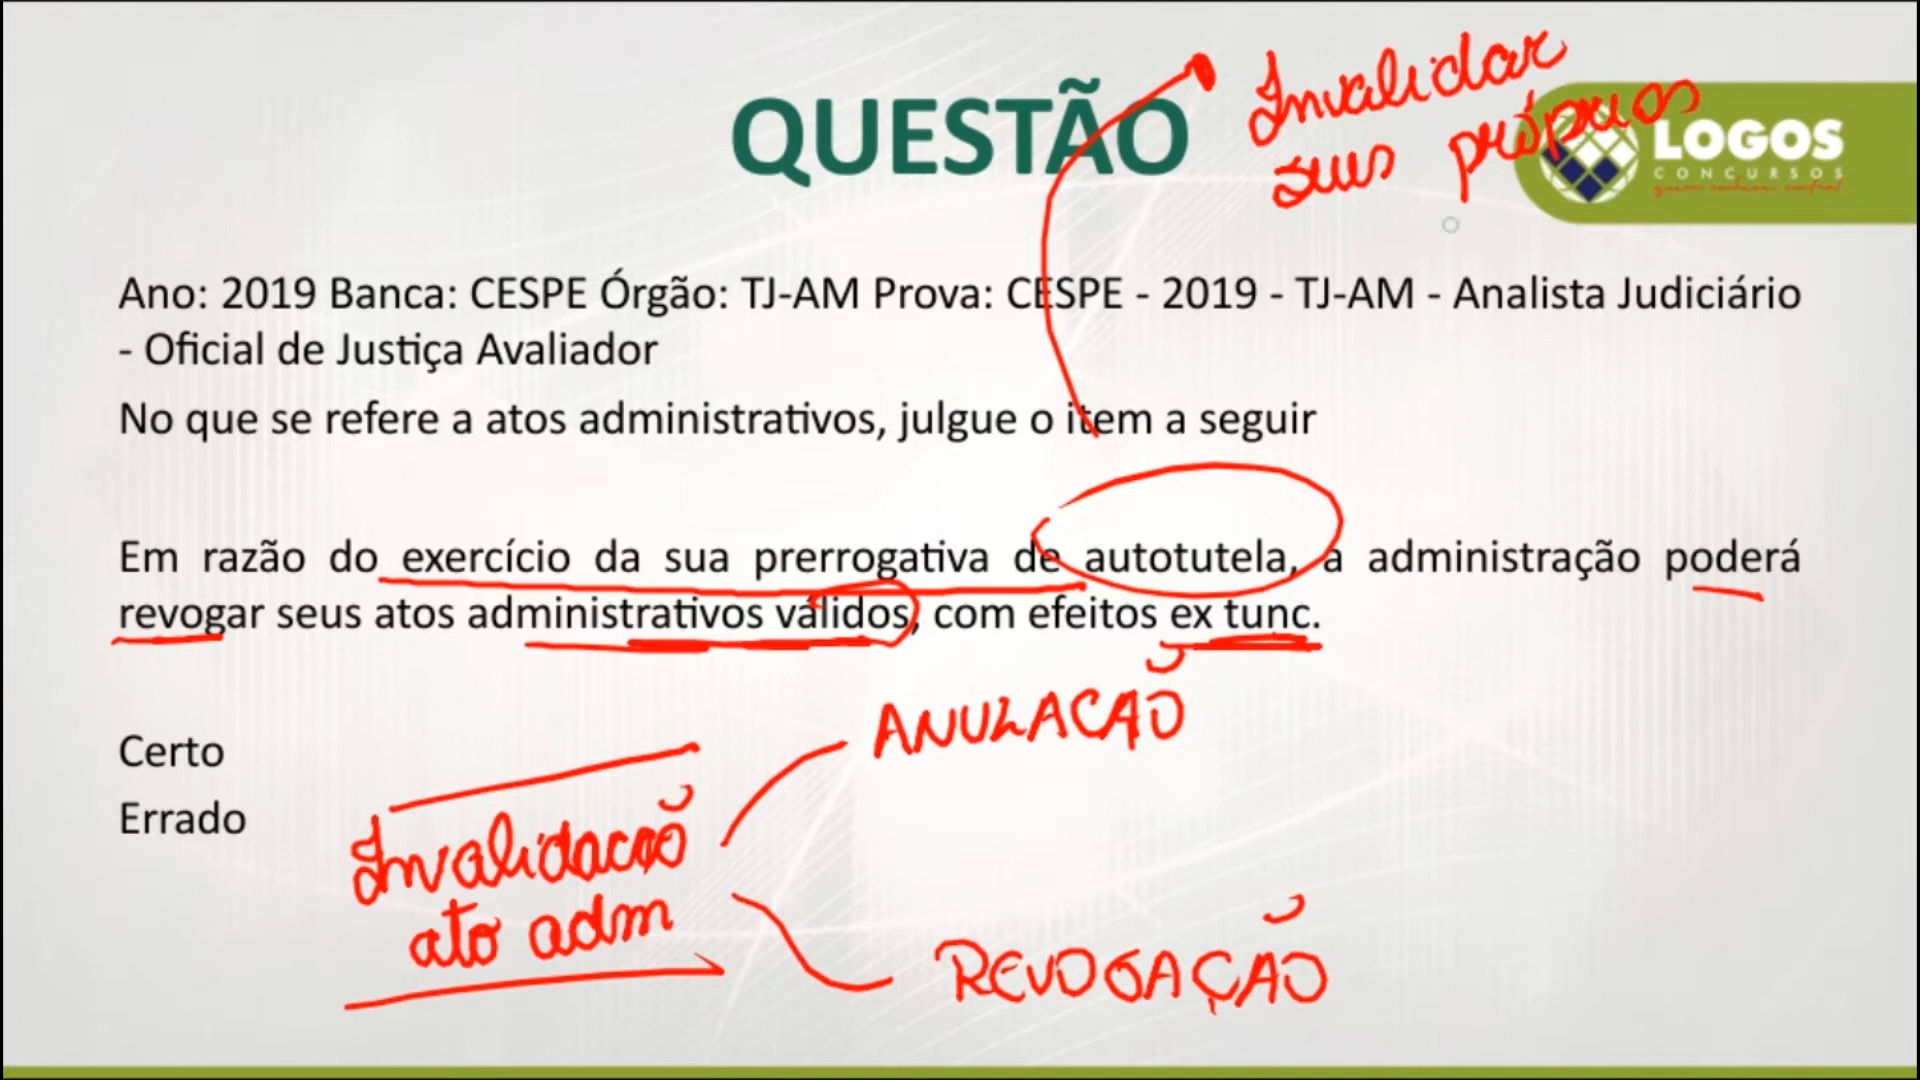 QUESTÃO
Invalidar
seus próprios
LOGOS
CONCURSOS
Ano: 2019 Banca: CESPE Órgão: TJ-AM Prova: CESPE - 2019 - TJ-AM - Analista Judiciário
- Oficial de Justiça Avaliador
No que se refere a atos administrativos, julgue o item a seguir
Em razão do exercício da sua prerrogativa de autotutela, a administração poderá
revogar seus atos administrativos válidos, com efeitos ex tunc.
Certo
Errado
Invalidação
ato adm
ANULACÃO
REVOGAÇÃO